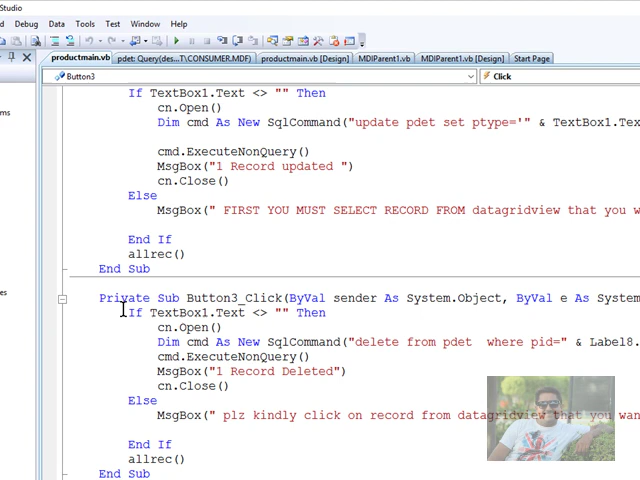 Studio
d Debug Data Tools Test Window Help
productmain.vb pdet: Query(des...T\CONSUMER.MDF) productmain.vb [Design] MDIParent1.vb MDIParent1.vb [Design] Start Page
Button3 Click
If TextBox1.Text <> "" Then
cn.Open()
Dim cmd As New SqlCommand("update pdet set ptype='" & TextBox1.Tex
cmd.ExecuteNonQuery()
MsgBox("1 Record updated ")
cn.Close()
Else
MsgBox(" FIRST YOU MUST SELECT RECORD FROM datagridview that you w
End If
allrec()
End Sub
Private Sub Button3_Click(ByVal sender As System.Object, ByVal e As System
If TextBox1.Text <> "" Then
cn.Open()
Dim cmd As New SqlCommand("delete from pdet  where pid=" & Label8.
cmd.ExecuteNonQuery()
MsgBox("1 Record Deleted")
cn.Close()
Else
MsgBox(" plz kindly click on record from datagridview that you wan
End If
allrec()
End Sub
ms
es